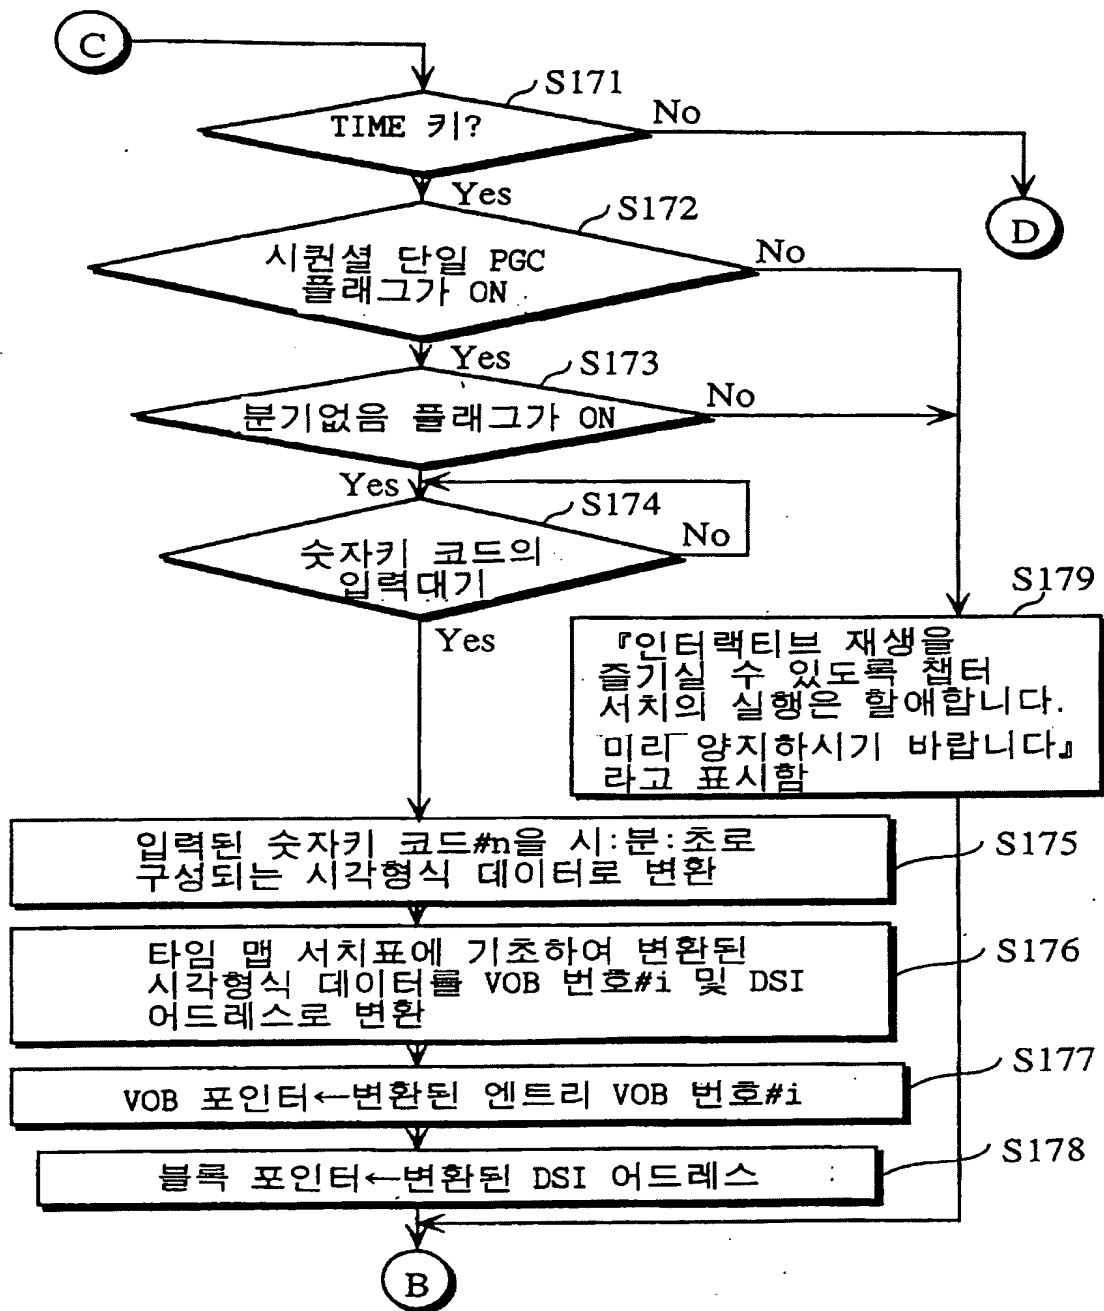 C
S171
TIME 키?
No
Yes
S172
D
시퀀셜 단일 PGC
플래그가 ON
No
Yes
S173
분기없음 플래그가 ON
No
Yes
S174
숫자키 코드의
입력대기
No
Yes
S179
『인터랙티브 재생을
즐기실 수 있도록 챕터
서치의 실행은 할애합니다.
미리 양지하시기 바랍니다』
라고 표시함
입력된 숫자키 코드#n을 시:분:초로
구성되는 시각형식 데이터로 변환
S175
타임 맵 서치표에 기초하여 변환된
시각형식 데이터를 VOB 번호#i 및 DSI
어드레스로 변환
S176
VOB 포인터←변환된 엔트리 VOB 번호#i
S177
블록 포인터←변환된 DSI 어드레스
S178
B